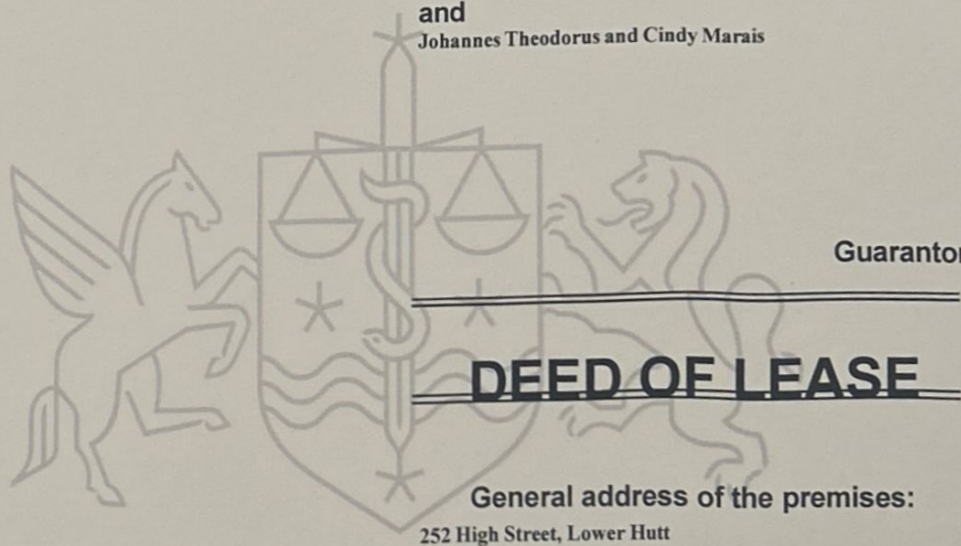 and
Johannes Theodorus and Cindy Marais
Guarantor
DEED OF LEASE
General address of the premises:
252 High Street, Lower Hutt